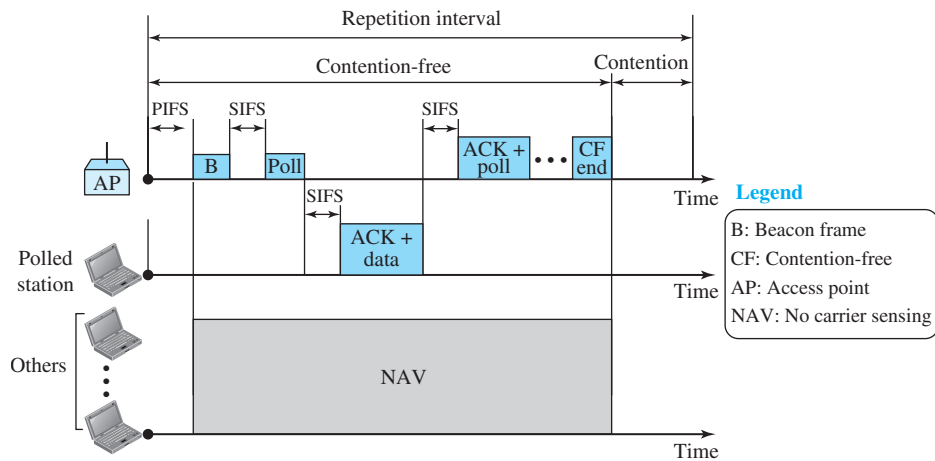 Repetition interval
Contention-free
Contention
PIFS
SIFS
SIFS
B
Poll
ACK +
poll
CF
end
AP
Time
SIFS
ACK +
data
Polled
station
Time
Others
NAV
Time
Legend
B: Beacon frame
CF: Contention-free
AP: Access point
NAV: No carrier sensing